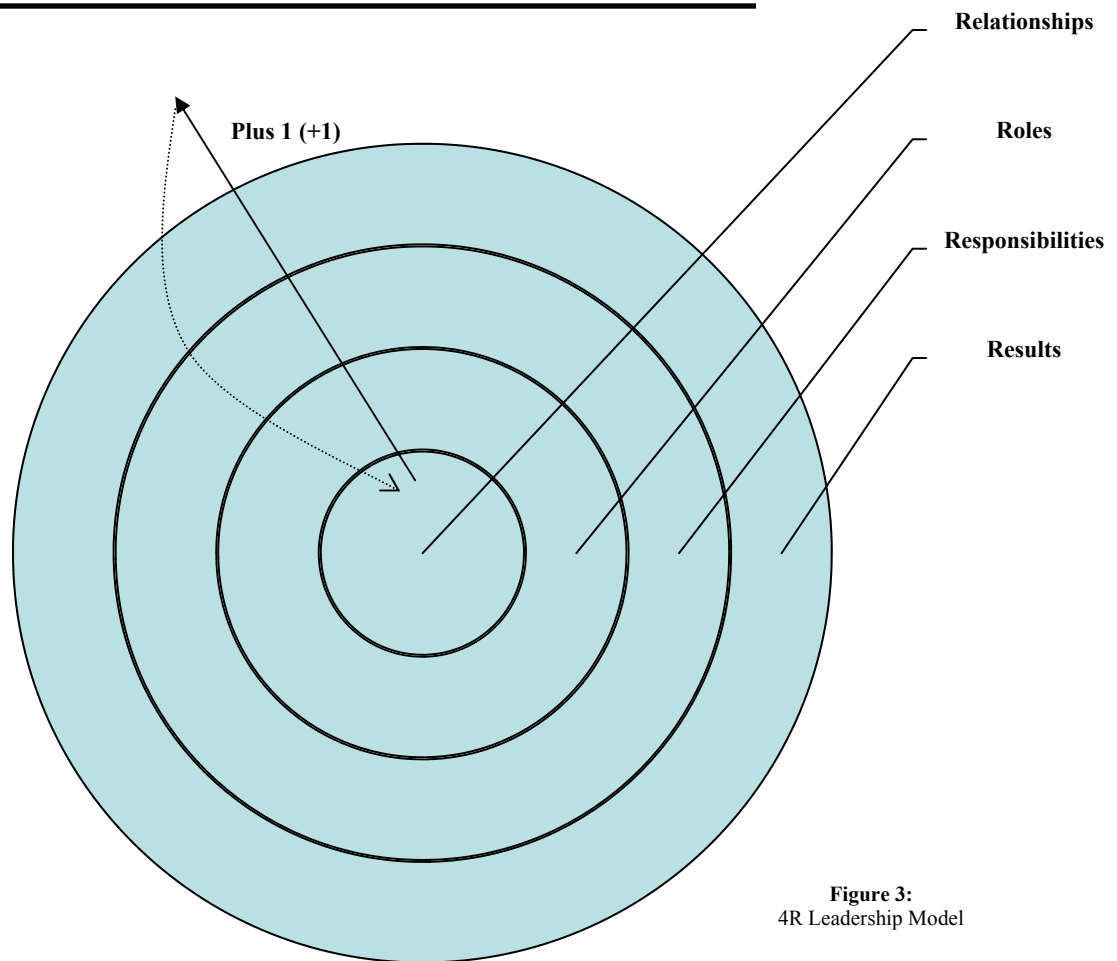 Relationships
Plus 1 (+1)
Roles
Responsibilities
Results
Figure 3:
4R Leadership Model